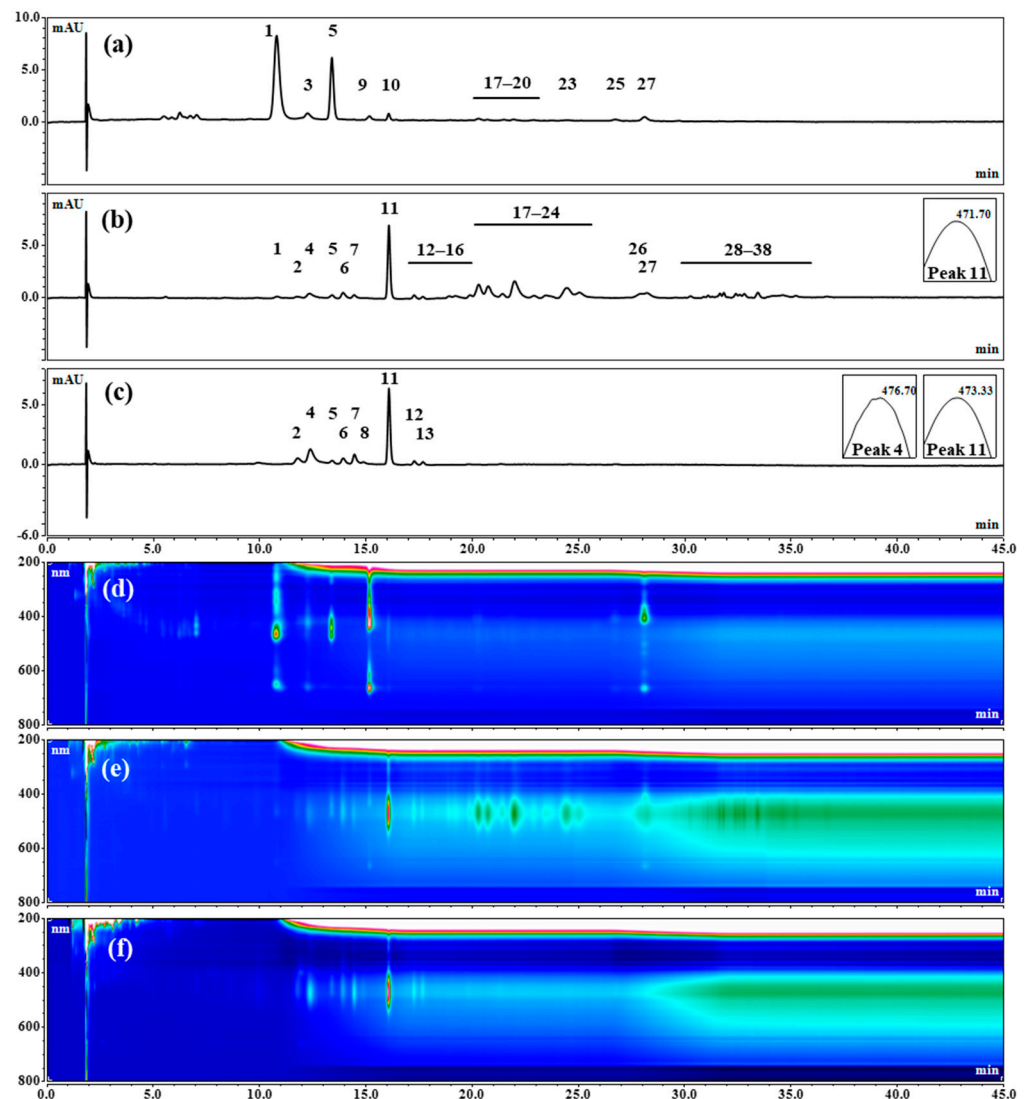 10.0
mAU
(a)
1
5
3
9
10
17–20
23
25
27
5.0
0.0
min
mAU
(b)
11
17–24
471.70
Peak 11
1
4
5
7
12–16
26
28–38
2
6
27
5.0
0.0
min
mAU
(c)
11
476.70
473.33
Peak 4
Peak 11
4
5
7
12
2
6
8
13
5.0
0.0
min
-6.0
0.0 5.0 10.0 15.0 20.0 25.0 30.0 35.0 40.0 45.0
200
nm
(d)
400
600
min
800
200
nm
(e)
400
600
min
800
200
nm
(f)
400
600
min
800
0.0 5.0 10.0 15.0 20.0 25.0 30.0 35.0 40.0 45.0